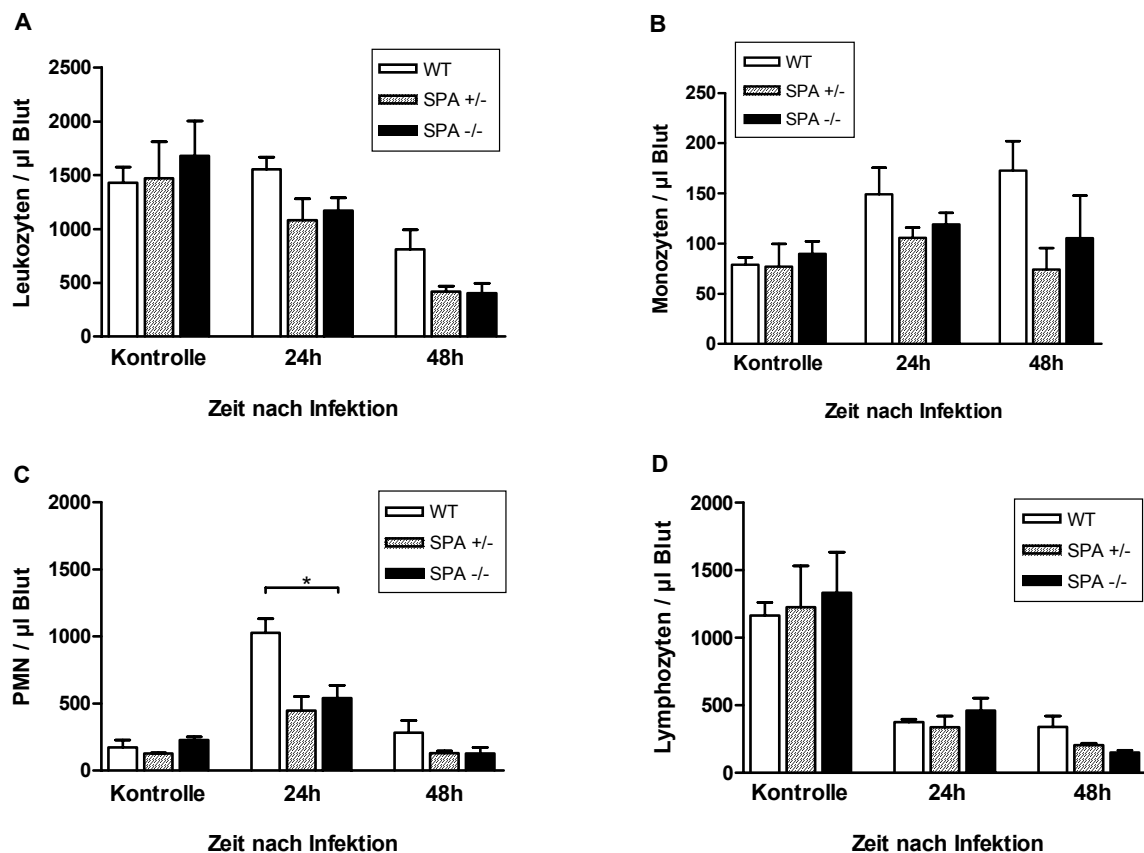 A
WT
SPA +/-
SPA -/-
2500
2000
1500
1000
500
0
Leukozyten / µl Blut
Kontrolle 24h 48h
Zeit nach Infektion
B
WT
SPA +/-
SPA -/-
250
200
150
100
50
0
Monozyten / µl Blut
Kontrolle 24h 48h
Zeit nach Infektion
C
WT
SPA +/-
SPA -/-
2000
1500
1000
500
0
PMN / µl Blut
*
Kontrolle 24h 48h
Zeit nach Infektion
D
WT
SPA +/-
SPA -/-
2000
1500
1000
500
0
Lymphozyten / µl Blut
Kontrolle 24h 48h
Zeit nach Infektion